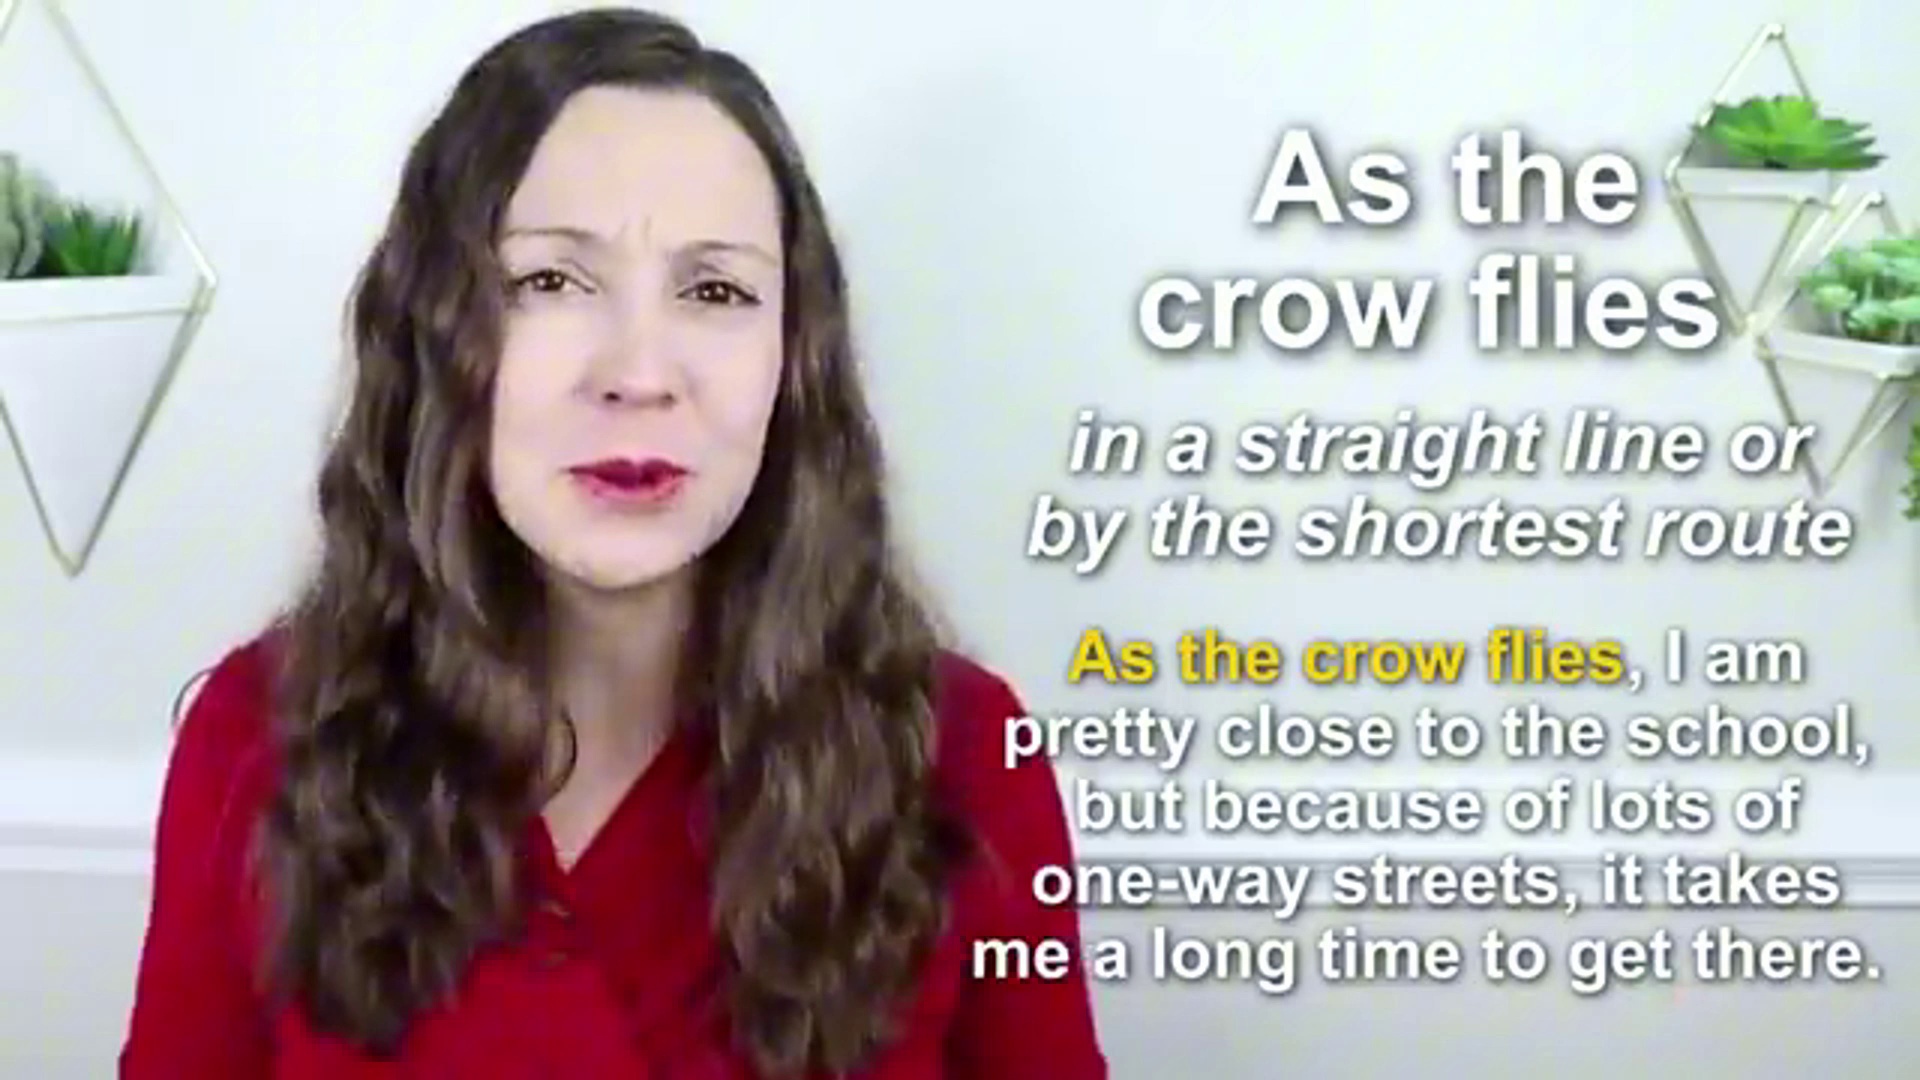 As the
crow flies
in a straight line or
by the shortest route
As the crow flies, I am
pretty close to the school,
but because of lots of
one-way streets, it takes
me a long time to get there.